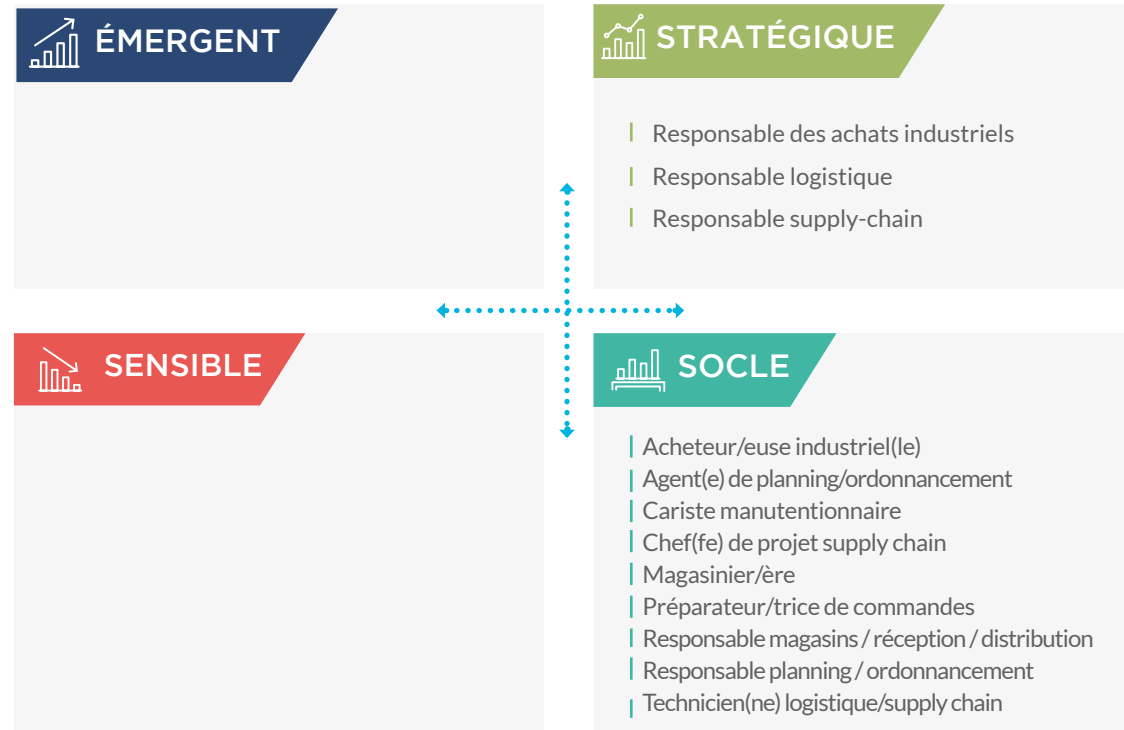 ÉMERGENT
STRATÉGIQUE
Responsable des achats industriels
Responsable logistique
Responsable supply-chain
SENSIBLE
SOCLE
Acheteur/euse industriel(le)
Agent(e) de planning/ordonnancement
Cariste manutentionnaire
Chef(fe) de projet supply chain
Magasinier/ère
Préparateur/trice de commandes
Responsable magasins / réception / distribution
Responsable planning / ordonnancement
Technicien(ne) logistique/supply chain